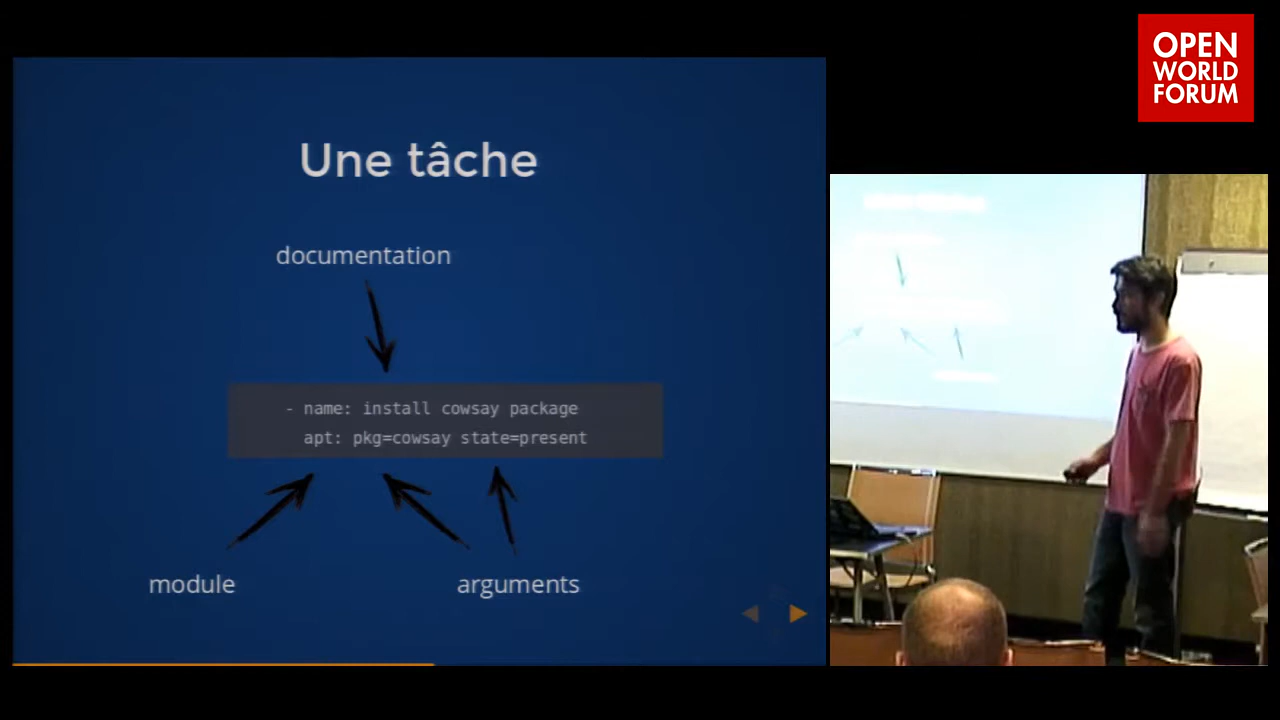 OPEN
WORLD
FORUM
Une tâche
documentation
- name: install cowsay package
apt: pkg=cowsay state=present
module
arguments